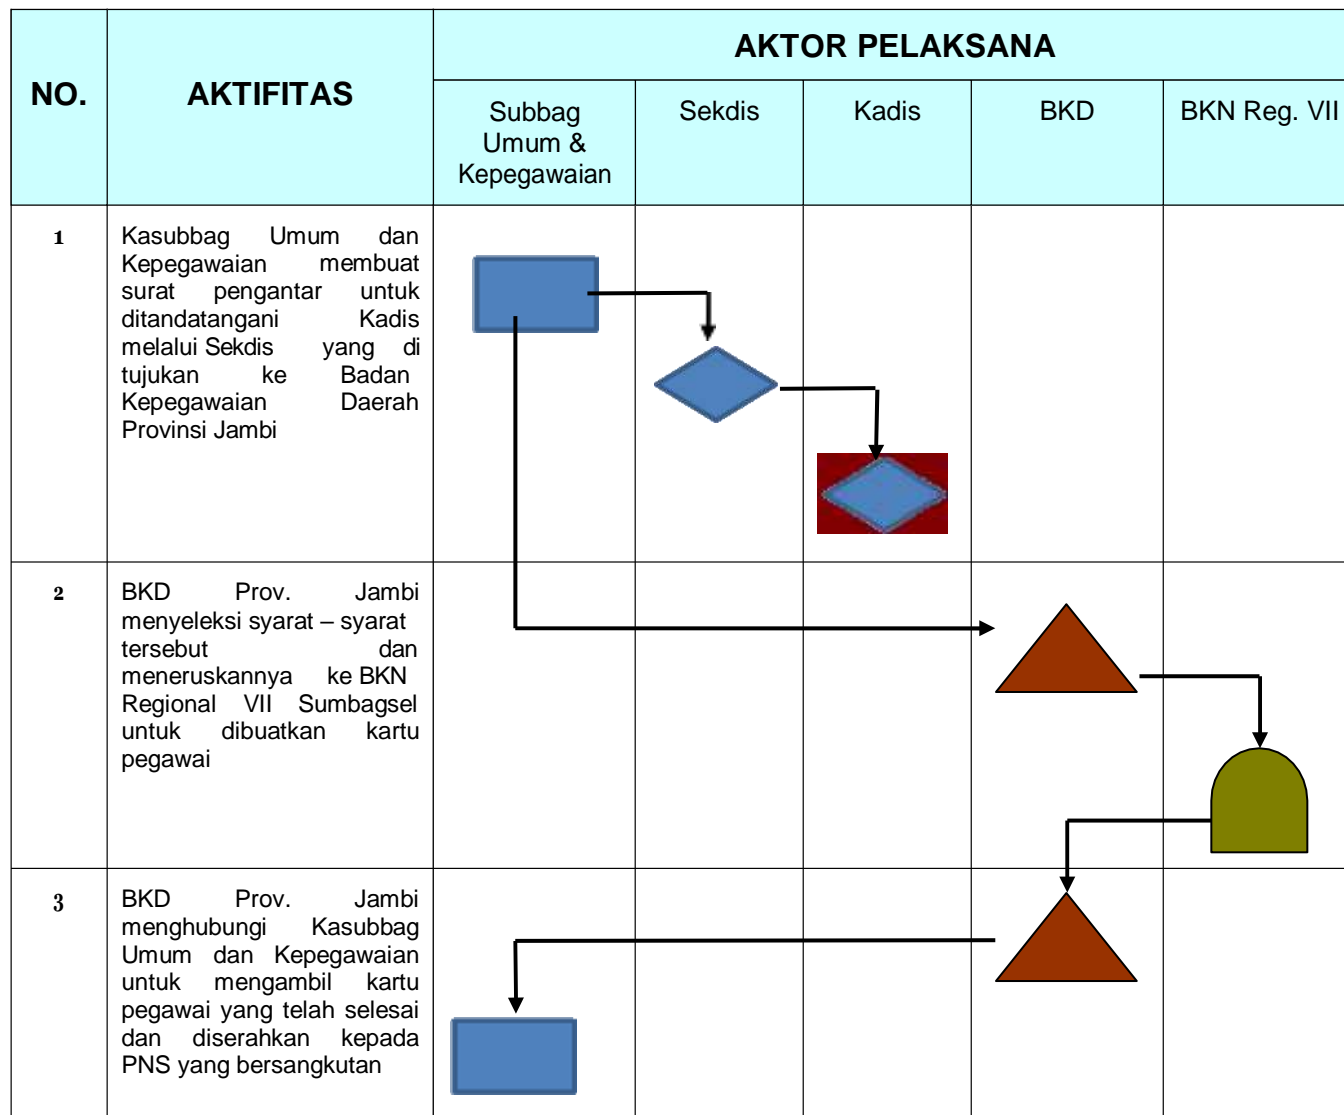 NO.
AKTIFITAS
AKTOR PELAKSANA
Subbag
Umum &
Kepegawaian
Sekdis
Kadis
BKD
BKN Reg. VII
1
Kasubbag Umum dan
Kepegawaian membuat
surat pengantar untuk
ditandatangani Kadis
melalui Sekdis yang di
tujukan ke Badan
Kepegawaian Daerah
Provinsi Jambi
2
BKD Prov. Jambi
menyeleksi syarat – syarat
tersebut dan
meneruskannya ke BKN
Regional VII Sumbagsel
untuk dibuatkan kartu
pegawai
3
BKD Prov. Jambi
menghubungi Kasubbag
Umum dan Kepegawaian
untuk mengambil kartu
pegawai yang telah selesai
dan diserahkan kepada
PNS yang bersangkutan